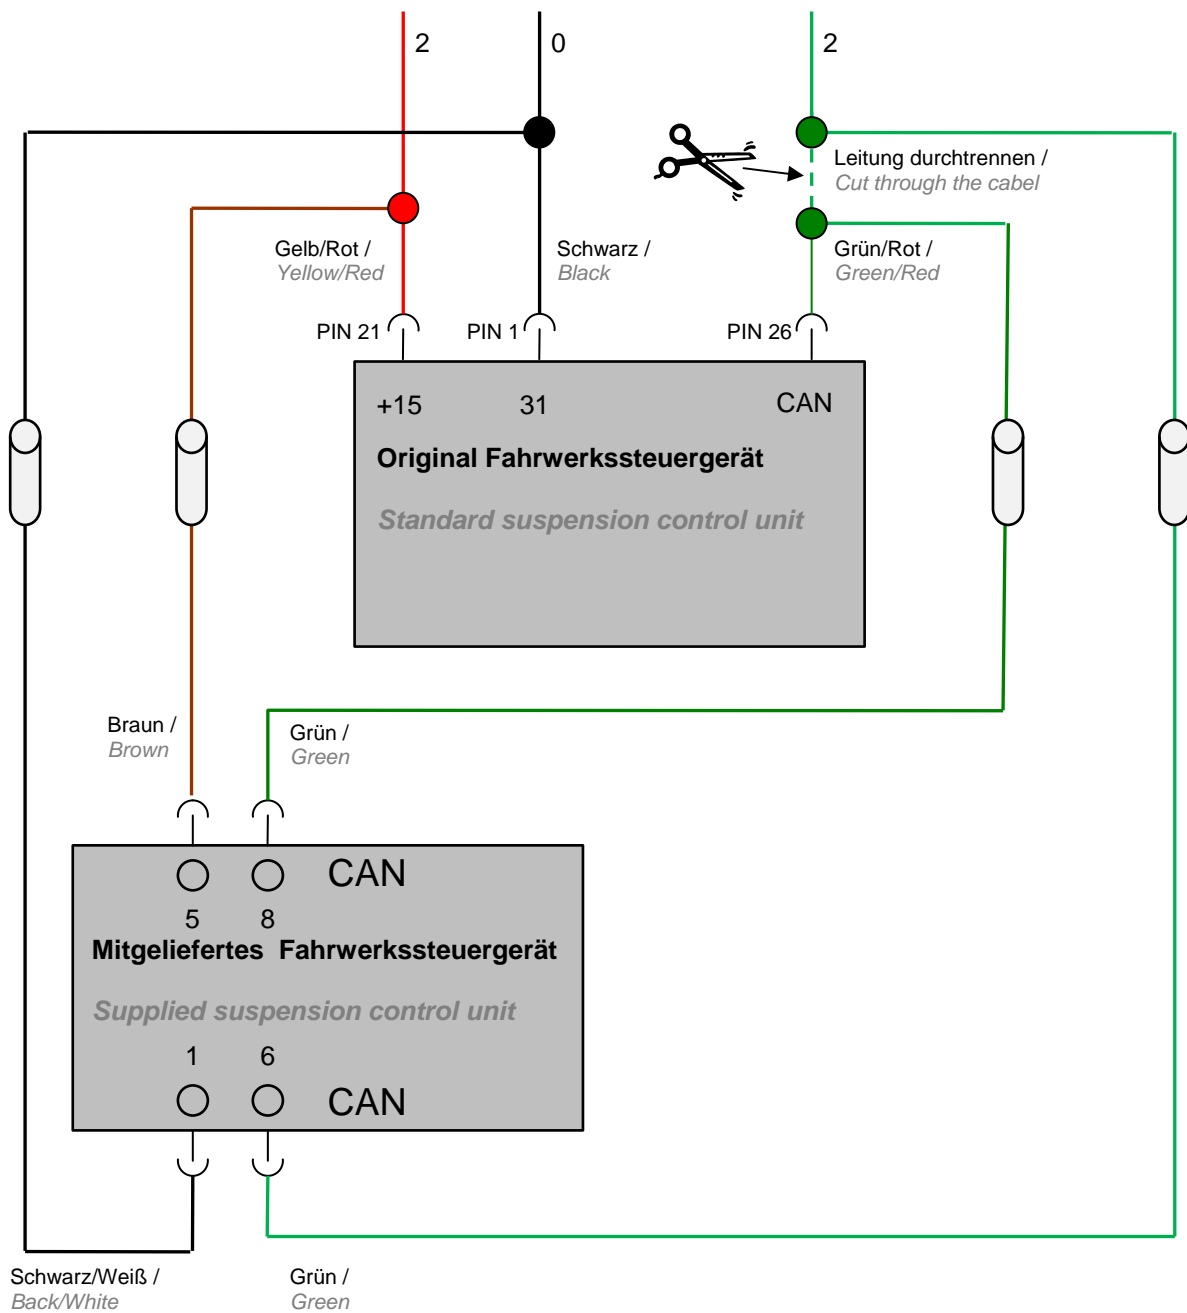 2
0
2
Leitung durchtrennen /
Cut through the cabel
Gelb/Rot /
Yellow/Red
Schwarz /
Black
Grün/Rot /
Green/Red
PIN 21
PIN 1
PIN 26
+15
31
CAN
Original Fahrwerkssteuergerät
Standard suspension control unit
Braun /
Brown
Grün /
Green
CAN
5
8
Mitgeliefertes Fahrwerkssteuergerät
Supplied suspension control unit
1
6
CAN
Schwarz/Weiß /
Back/White
Grün /
Green